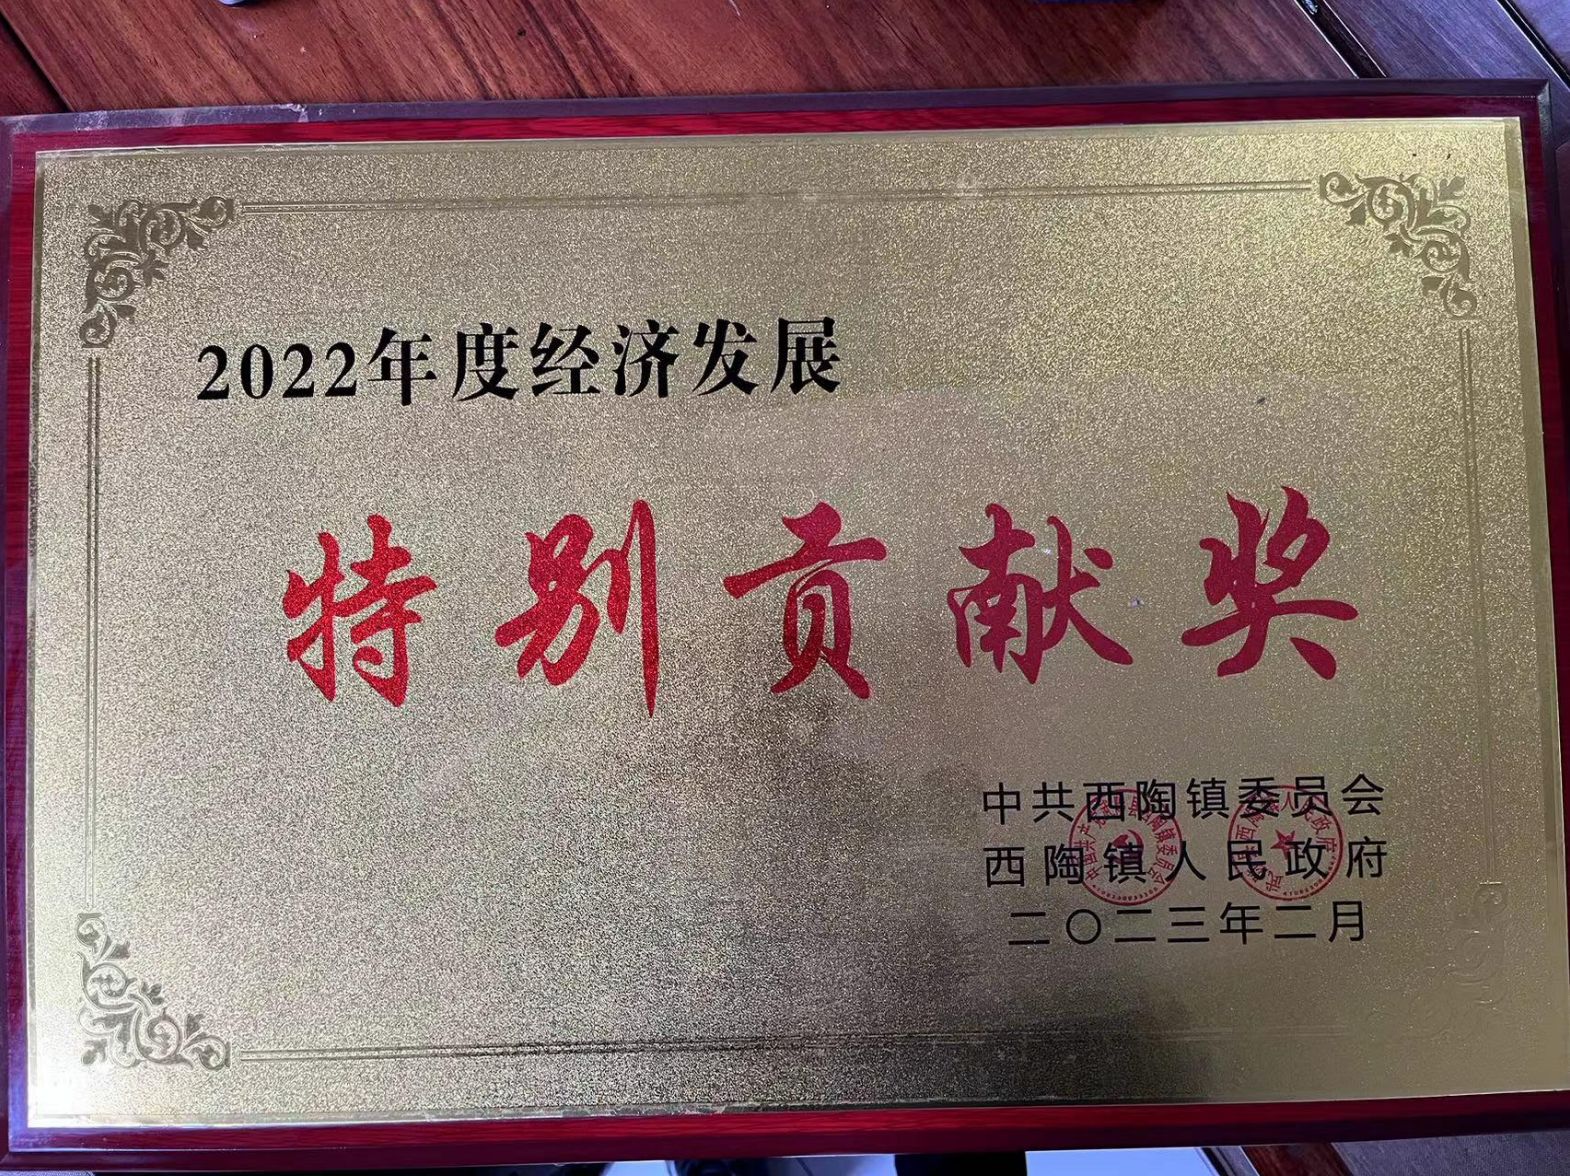 2022年度经济发展
特别贡献奖
中共西陶镇委员会
西陶镇人民政府
二〇二三年二月